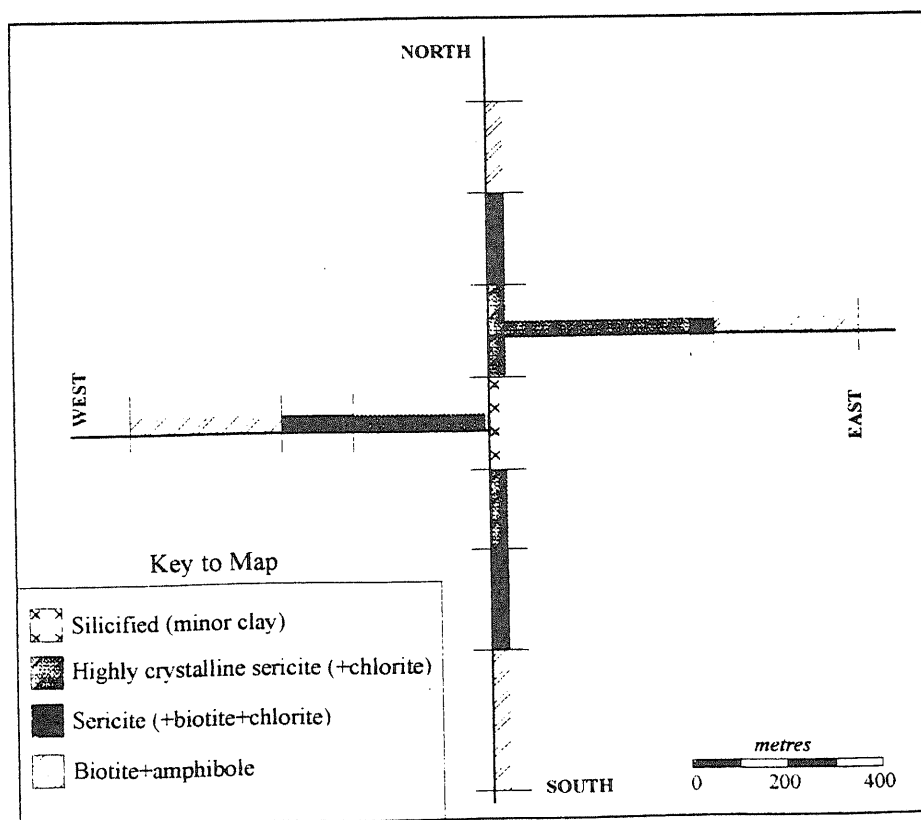 NORTH
WEST
EAST
Key to Map
Silicified (minor clay)
Highly crystalline sericite (+chlorite)
Sericite (+biotite+chlorite)
Biotite+amphibole
SOUTH
metres
0 200 400